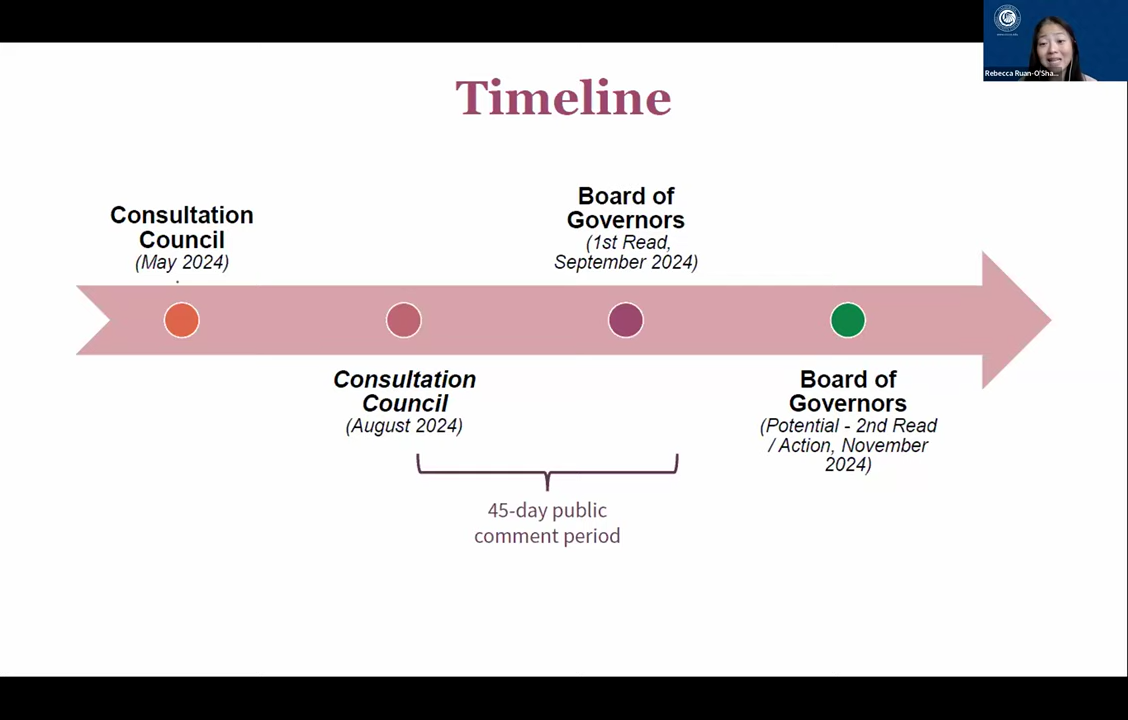 Timeline
Rebecca Ruan-O'Sha...
Consultation
Council
(May 2024)
.
Board of
Governors
(1st Read,
September 2024)
Consultation
Council
(August 2024)
Board of
Governors
(Potential - 2nd Read
/ Action, November
2024)
45-day public
comment period